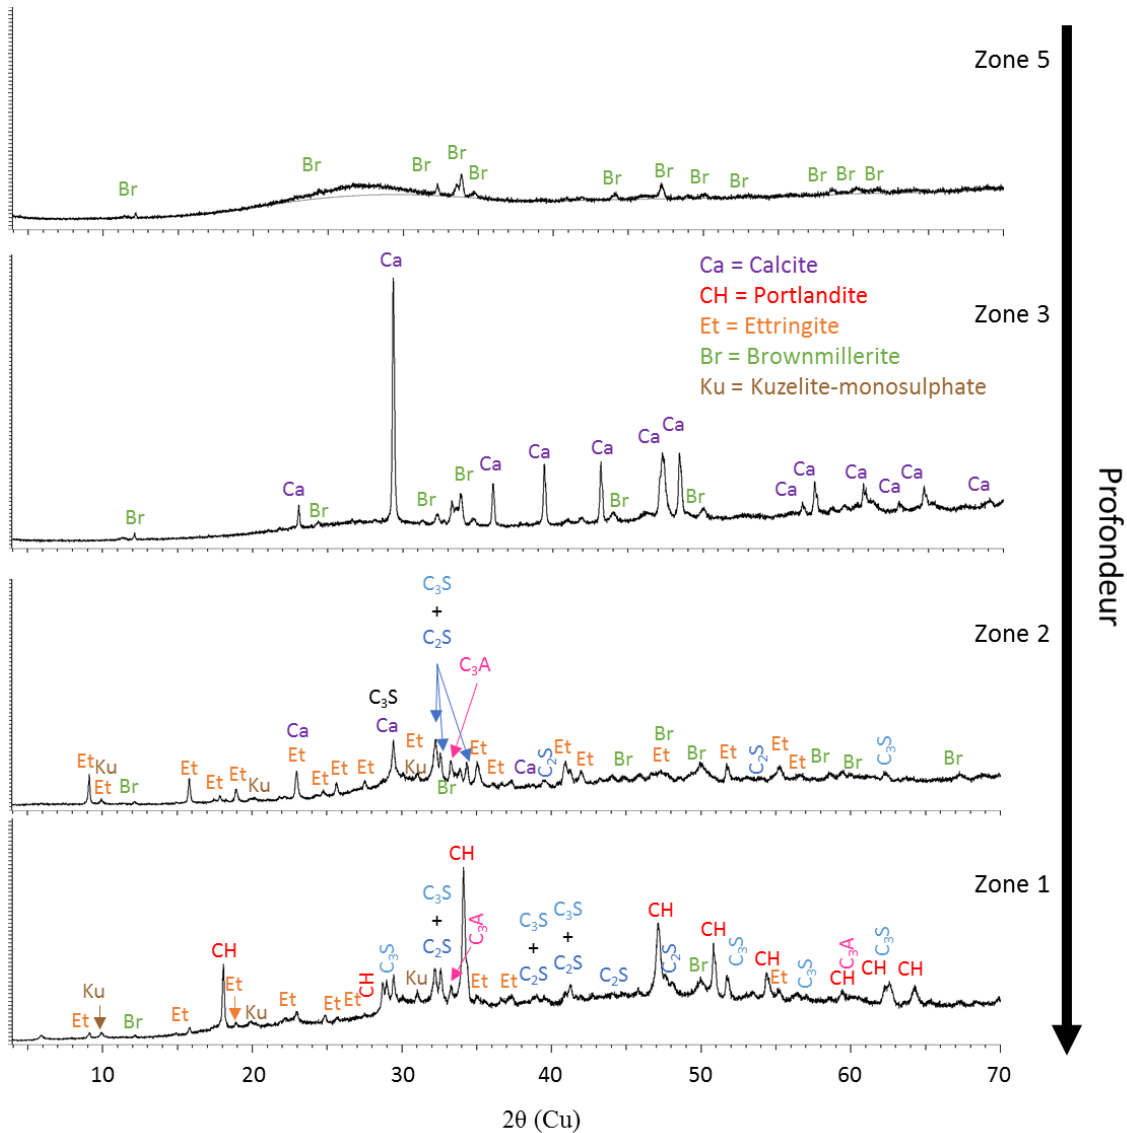 Zone 5
Br
Br Br Br Br
Br Br Br Br Br Br Br
10 20 30 40 50 60 70
Ca
Ca = Calcite
CH = Portlandite
Et = Ettringite
Br = Brownmillerite
Ku = Kuzelite-monosulphate
Zone 3
Br Ca Br Br Br Ca Ca Ca Br Ca Ca Br Ca Ca Ca Ca Ca Ca
Profondeur
Zone 2
C₃S
+
C₂S
C₃A
C₃S
Ca
Et Ku Et Br Et Et Et Ku Ca Et Et Et Et Et Ku Br Et Et Ca C₂S Et Et Br Br Et Br Et C₂S Et Et Br Br C₃S Br
Zone 1
CH
C₃S
+
C₂S
C₃A
C₃S
+
C₂S
C₃S
+
C₂S
Ku Et Br Et CH Et Ku Et Et Et CH C₃S Ku Et Et C₂S CH C₂S Br CH C₃S CH Et C₃S C₃A CH CH C₃S CH
10 20 30 40 50 60 70
2θ (Cu)